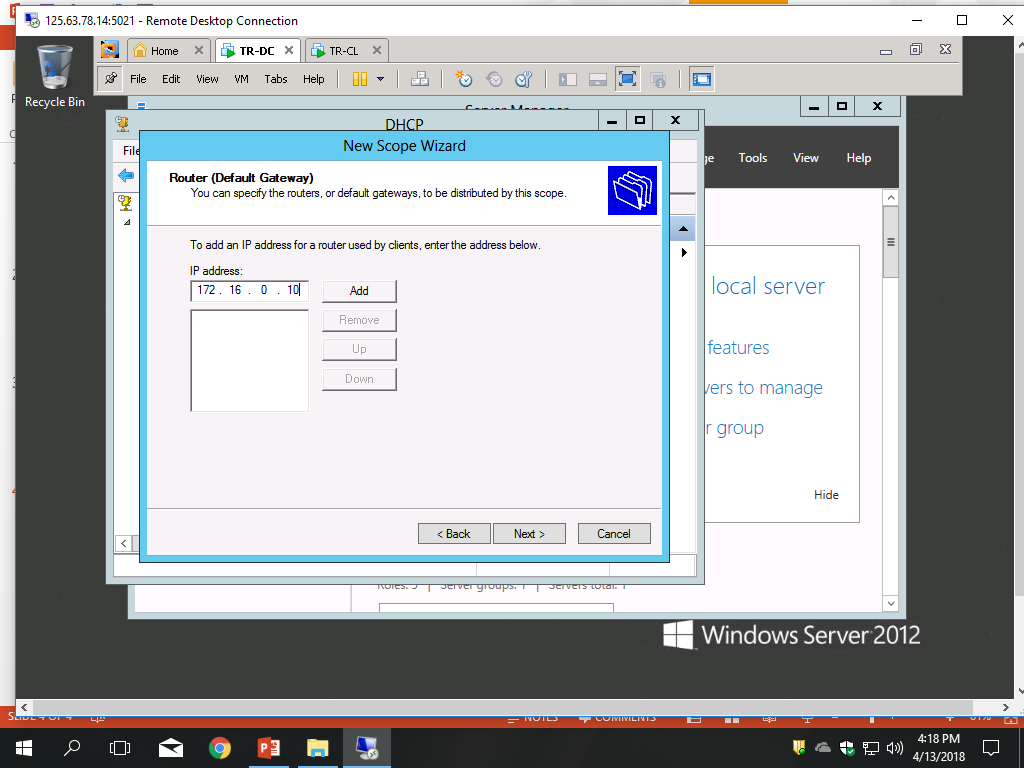 125.63.78.14:5021 - Remote Desktop Connection
Recycle Bin
Home
TR-DC
TR-CL
File Edit View VM Tabs Help
Server Manager
DHCP
File
New Scope Wizard
Tools View Help
Router (Default Gateway)
You can specify the routers, or default gateways, to be distributed by this scope.
To add an IP address for a router used by clients, enter the address below.
IP address:
172 . 16 . 0 . 10
Add
Remove
Up
Down
< Back
Next >
Cancel
local server
features
vers to manage
r group
Hide
Roles: 5 | Server groups: 1 | Servers total: 1
Windows Server 2012
SLIDE 4 OF 4
NOTES
COMMENTS
81%
4:18 PM
4/13/2018